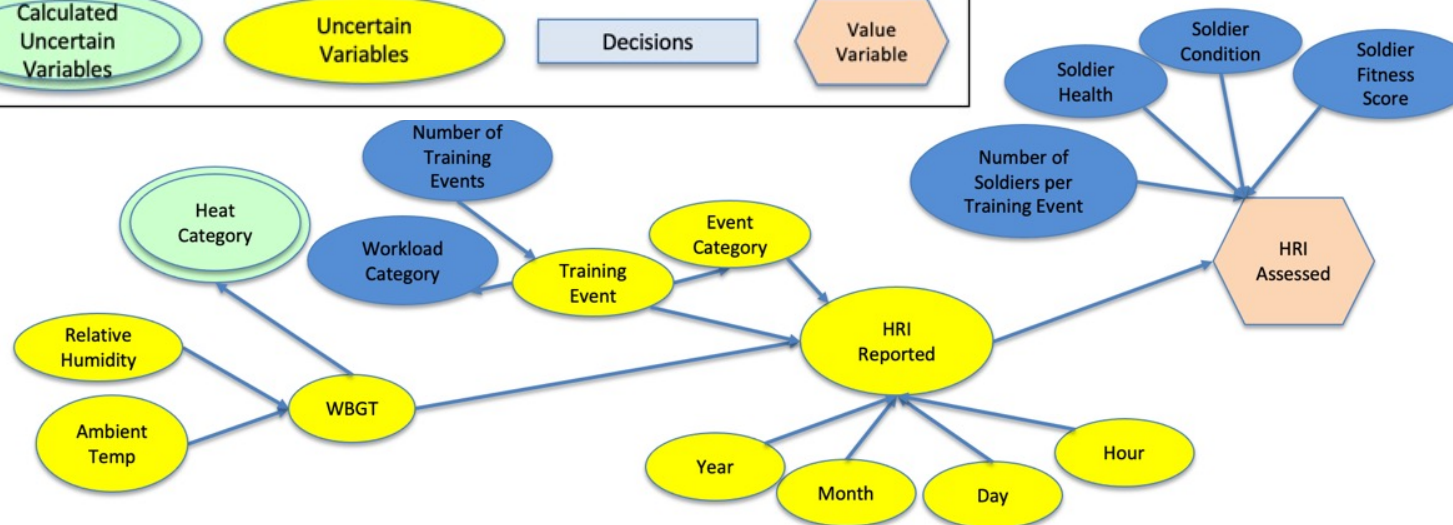 Calculated
Uncertain
Variables
Uncertain
Variables
Decisions
Value
Variable
Soldier
Condition
Soldier
Health
Soldier
Fitness
Score
Number of
Training
Events
Number of
Soldiers per
Training Event
Heat
Category
Workload
Category
Event
Category
Training
Event
HRI
Assessed
Relative
Humidity
HRI
Reported
WBGT
Ambient
Temp
Year
Month
Day
Hour